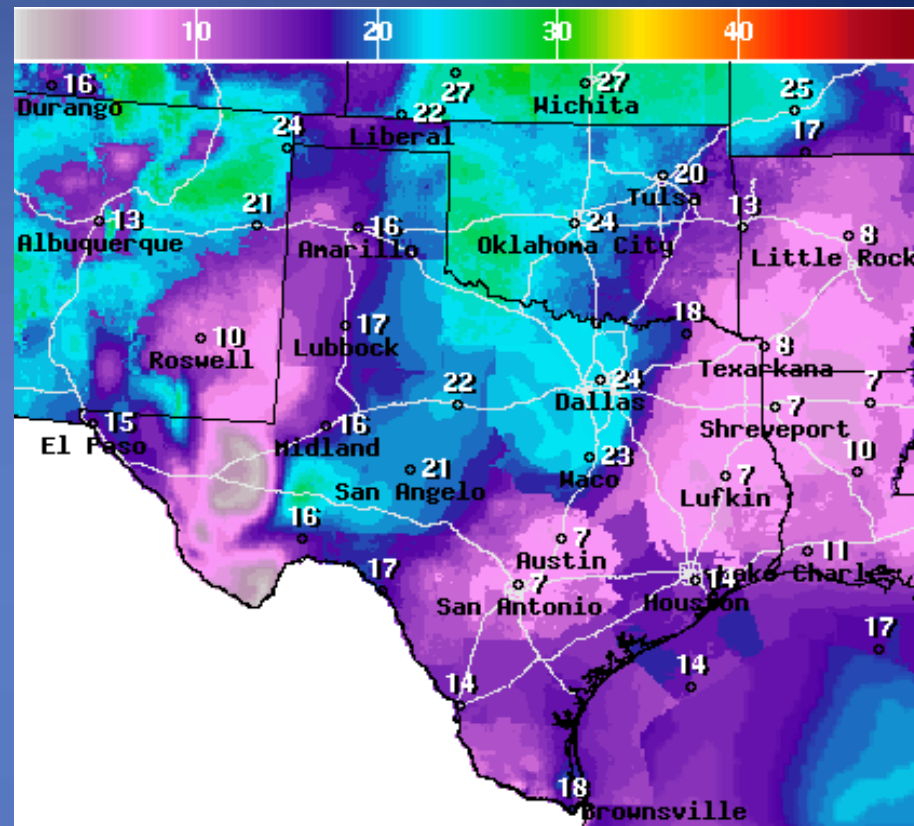 10 20 30 40
16
Durango
27
27
Wichita
25
22
Liberal
24
17
20
Tulsa
13
Albuquerque
21
16
Amarillo
24
Oklahoma City
13
8
Little Rock
10
Roswell
17
Lubbock
18
8
Texarkana
22
24
Dallas
7
Shreveport
7
15
El Paso
16
Midland
21
San Angelo
23
Waco
7
Lufkin
10
16
7
Austin
11
17
7
San Antonio
14
Houston
Lake Charles
17
14
14
18
Brownsville